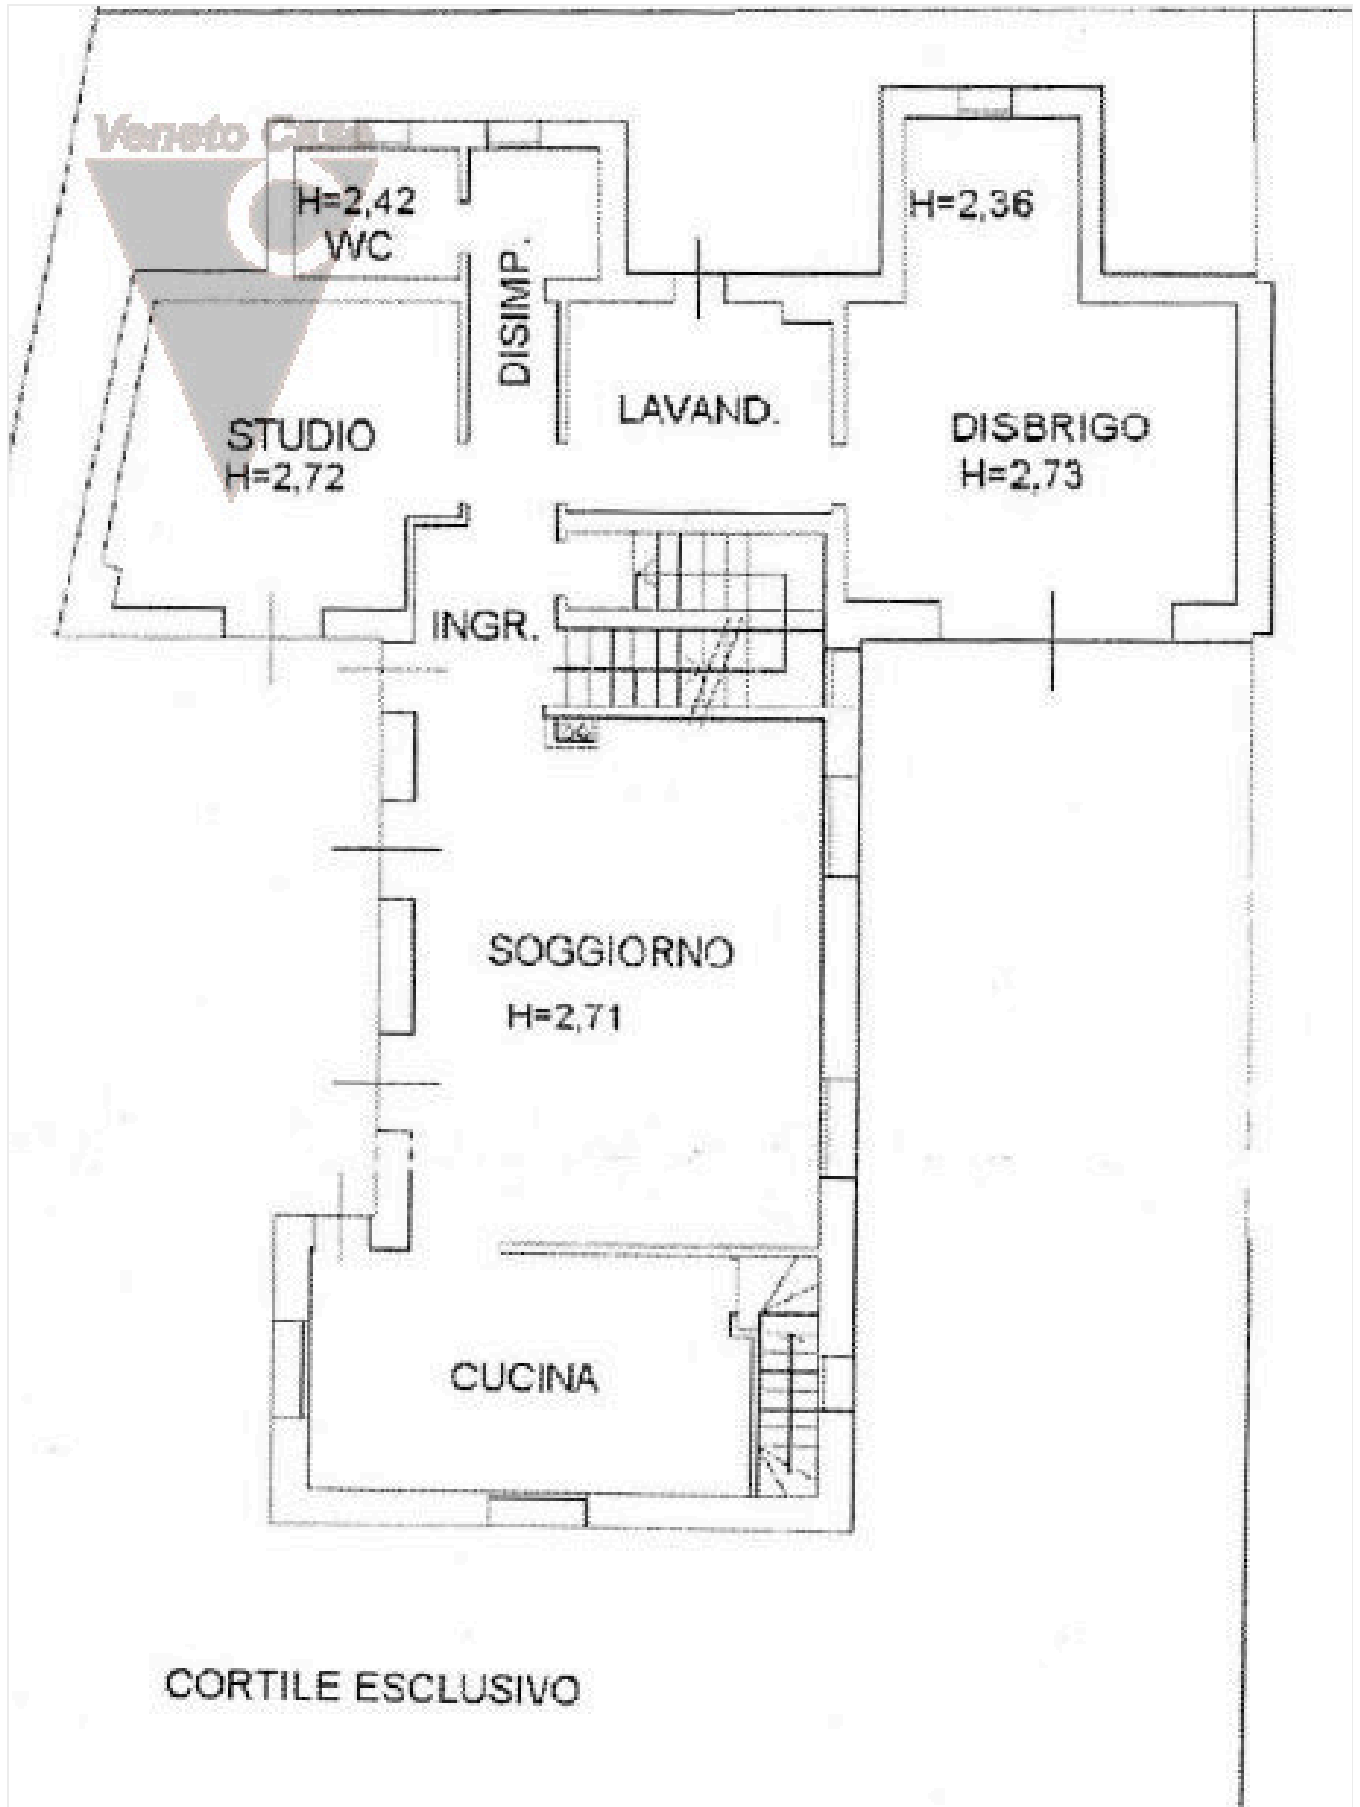 Veneto Case
H=2,42
WC
H=2,36
DISIMP.
LAVAND.
STUDIO
H=2,72
DISBRIGO
H=2,73
INGR.
SOGGIORNO
H=2,71
CUCINA
CORTILE ESCLUSIVO